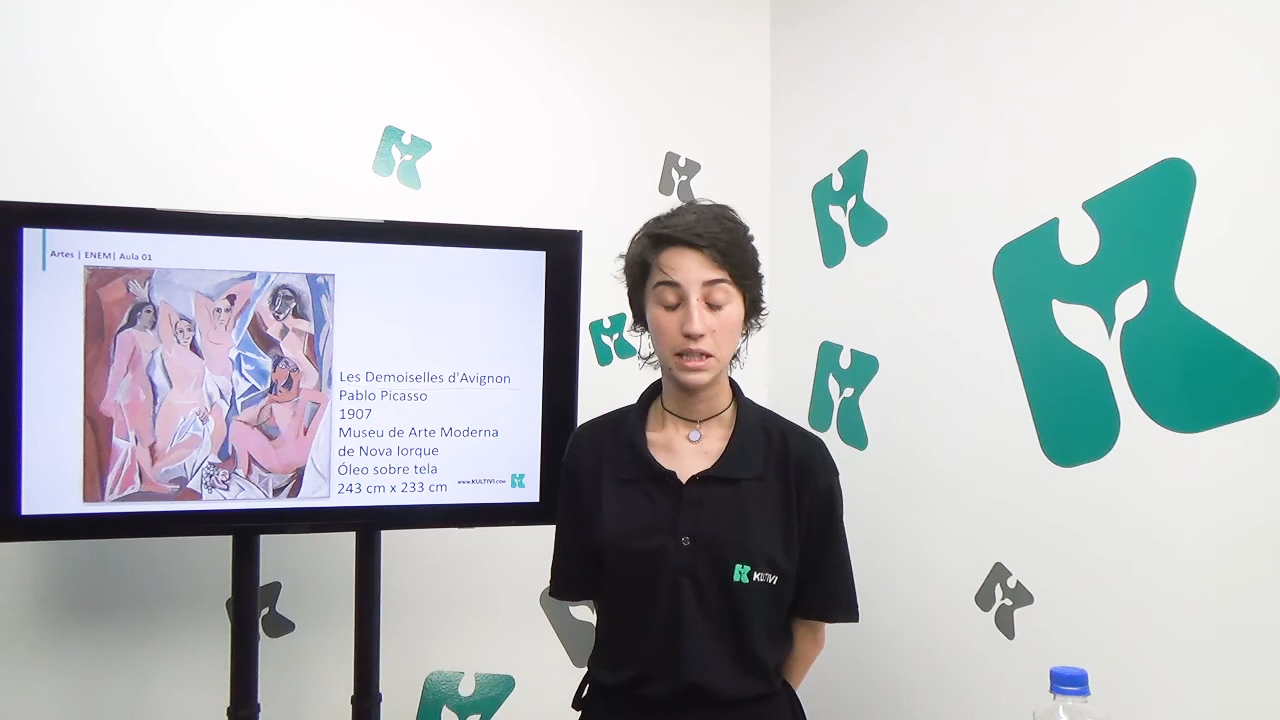 Artes | ENEM| Aula 01
Les Demoiselles d'Avignon
Pablo Picasso
1907
Museu de Arte Moderna
de Nova Iorque
Óleo sobre tela
243 cm x 233 cm
www.KULTIVI.COM
KULTIVI